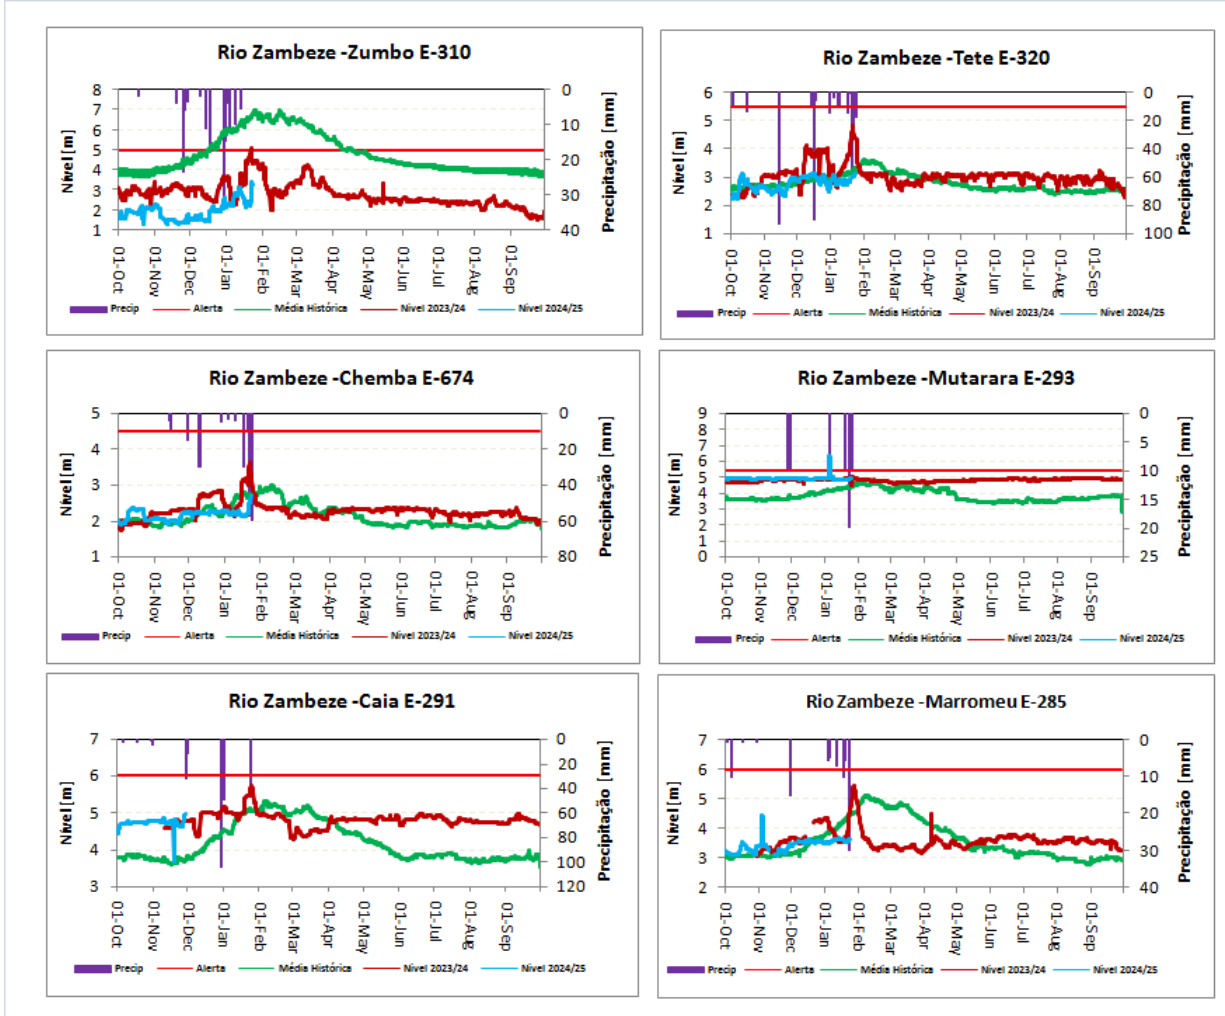 Rio Zambeze -Zumbo E-310
Nível [m]
8
7
6
5
4
3
2
1
0
10
20
30
40
Precipitação [mm]
01-Oct
01-Nov
01-Dec
01-Jan
01-Feb
01-Mar
01-Apr
01-May
01-Jun
01-Jul
01-Aug
01-Sep
Precip
Alerta
Média Histórica
Nivel 2023/24
Nivel 2024/25
Rio Zambeze -Tete E-320
Nível [m]
6
5
4
3
2
1
0
20
40
60
80
100
Precipitação [mm]
01-Oct
01-Nov
01-Dec
01-Jan
01-Feb
01-Mar
01-Apr
01-May
01-Jun
01-Jul
01-Aug
01-Sep
Precip
Alerta
Média Histórica
Nivel 2023/24
Nivel 2024/25
Rio Zambeze -Chemba E-674
Nível [m]
5
4
3
2
1
0
20
40
60
80
Precipitação [mm]
01-Oct
01-Nov
01-Dec
01-Jan
01-Feb
01-Mar
01-Apr
01-May
01-Jun
01-Jul
01-Aug
01-Sep
Precip
Alerta
Média Histórica
Nivel 2023/24
Nivel 2024/25
Rio Zambeze -Mutarara E-293
Nível [m]
9
8
7
6
5
4
3
2
1
0
0
5
10
15
20
25
Precipitação [mm]
01-Oct
01-Nov
01-Dec
01-Jan
01-Feb
01-Mar
01-Apr
01-May
01-Jun
01-Jul
01-Aug
01-Sep
Precip
Alerta
Média Histórica
Nivel 2023/24
Nivel 2024/25
Rio Zambeze -Caia E-291
Nível [m]
7
6
5
4
3
0
20
40
60
80
100
120
Precipitação [mm]
01-Oct
01-Nov
01-Dec
01-Jan
01-Feb
01-Mar
01-Apr
01-May
01-Jun
01-Jul
01-Aug
01-Sep
Precip
Alerta
Média Histórica
Nivel 2023/24
Nivel 2024/25
Rio Zambeze -Marromeu E-285
Nível [m]
7
6
5
4
3
2
0
10
20
30
40
Precipitação [mm]
01-Oct
01-Nov
01-Dec
01-Jan
01-Feb
01-Mar
01-Apr
01-May
01-Jun
01-Jul
01-Aug
01-Sep
Precip
Alerta
Média Histórica
Nivel 2023/24
Nivel 2024/25